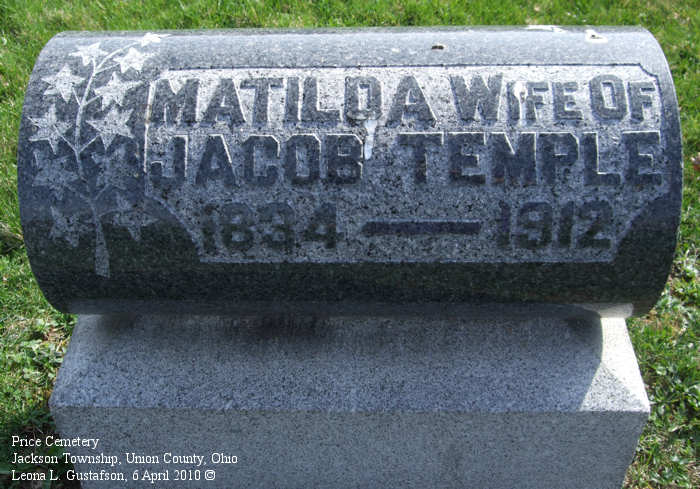 MATILDA WIFE OF
JACOB TEMPLE
1834 — 1912
Price Cemetery
Jackson Township, Union County, Ohio
Leona L. Gustafson, 6 April 2010 ©